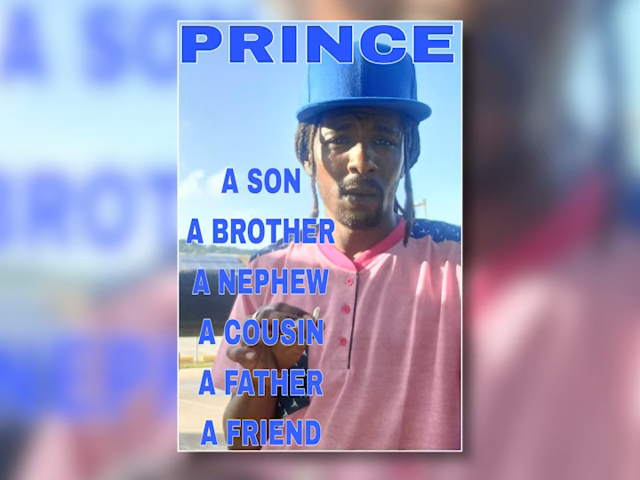 PRINCE
A SON
A BROTHER
A NEPHEW
A COUSIN
A FATHER
A FRIEND